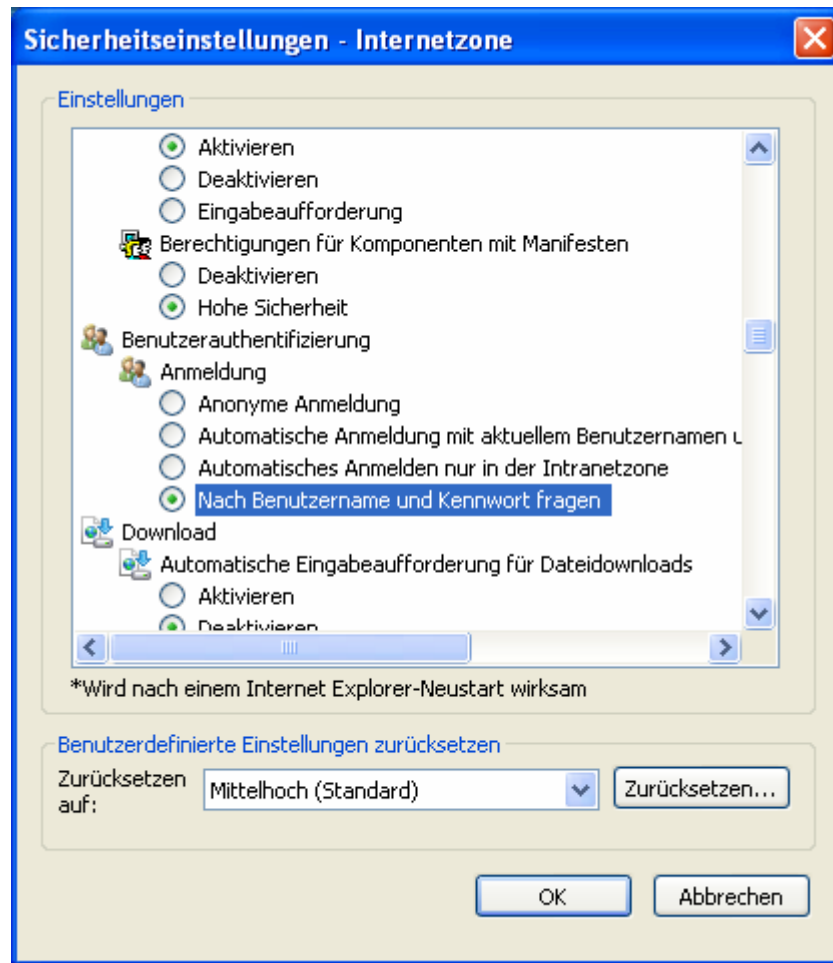 Sicherheitseinstellungen - Internetzone
Einstellungen
Aktivieren
Deaktivieren
Eingabeaufforderung
Berechtigungen für Komponenten mit Manifesten
Deaktivieren
Hohe Sicherheit
Benutzerauthentifizierung
Anmeldung
Anonyme Anmeldung
Automatische Anmeldung mit aktuellem Benutzernamen
Automatisches Anmelden nur in der Intranetzone
Nach Benutzername und Kennwort fragen
Download
Automatische Eingabeaufforderung für Dateidownloads
Aktivieren
Deaktivieren
*Wird nach einem Internet Explorer-Neustart wirksam
Benutzerdefinierte Einstellungen zurücksetzen
Zurücksetzen
auf:
Mittelhoch (Standard)
Zurücksetzen...
OK
Abbrechen